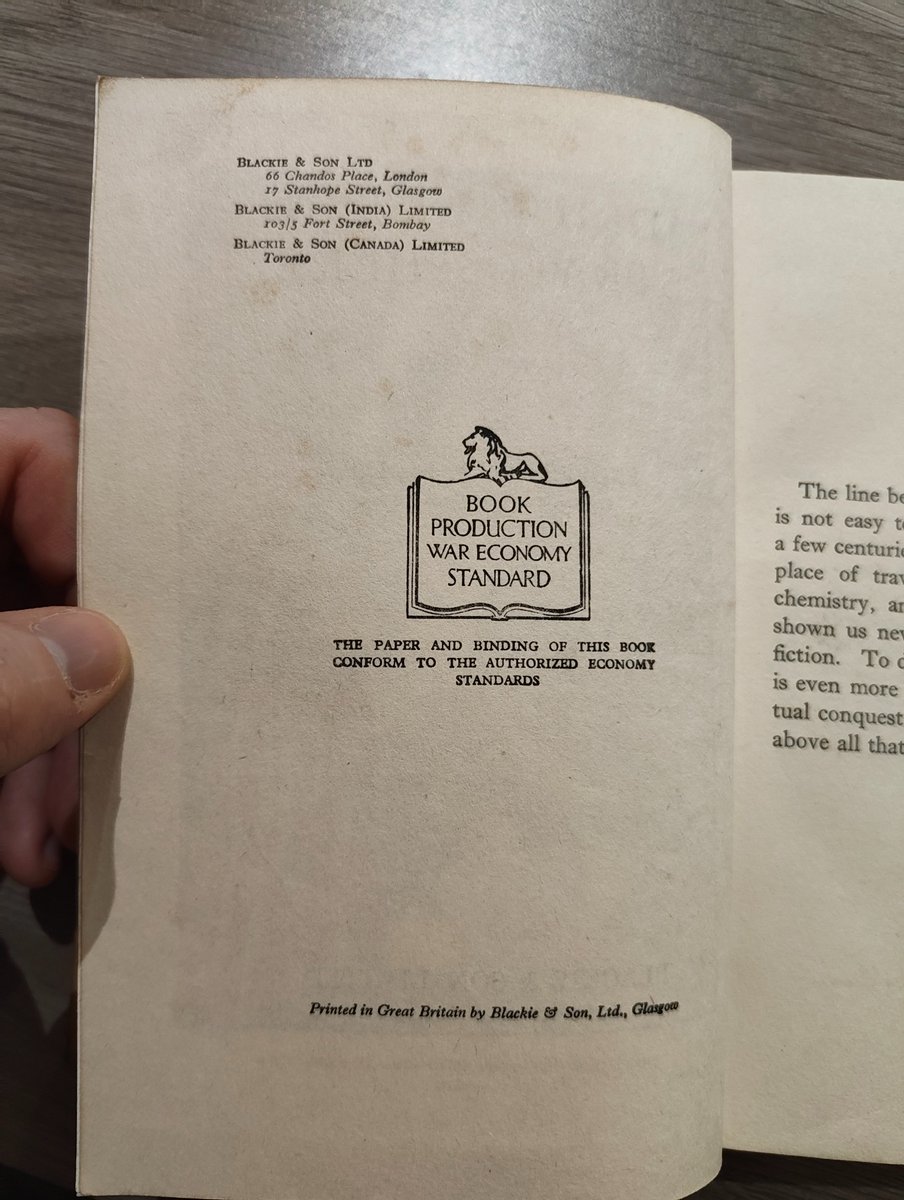 BLACKIE & SON LTD
66 Chandos Place, London
17 Stanhope Street, Glasgow
BLACKIE & SON (INDIA) LIMITED
103/5 Fort Street, Bombay
BLACKIE & SON (CANADA) LIMITED
Toronto
BOOK
PRODUCTION
WAR ECONOMY
STANDARD
THE PAPER AND BINDING OF THIS BOOK
CONFORM TO THE AUTHORIZED ECONOMY
STANDARDS
Printed in Great Britain by Blackie & Son, Ltd., Glasgow
The line be
is not easy t
a few centurie
place of trav
chemistry, an
shown us nev
fiction. To d
is even more
tual conquest
above all that